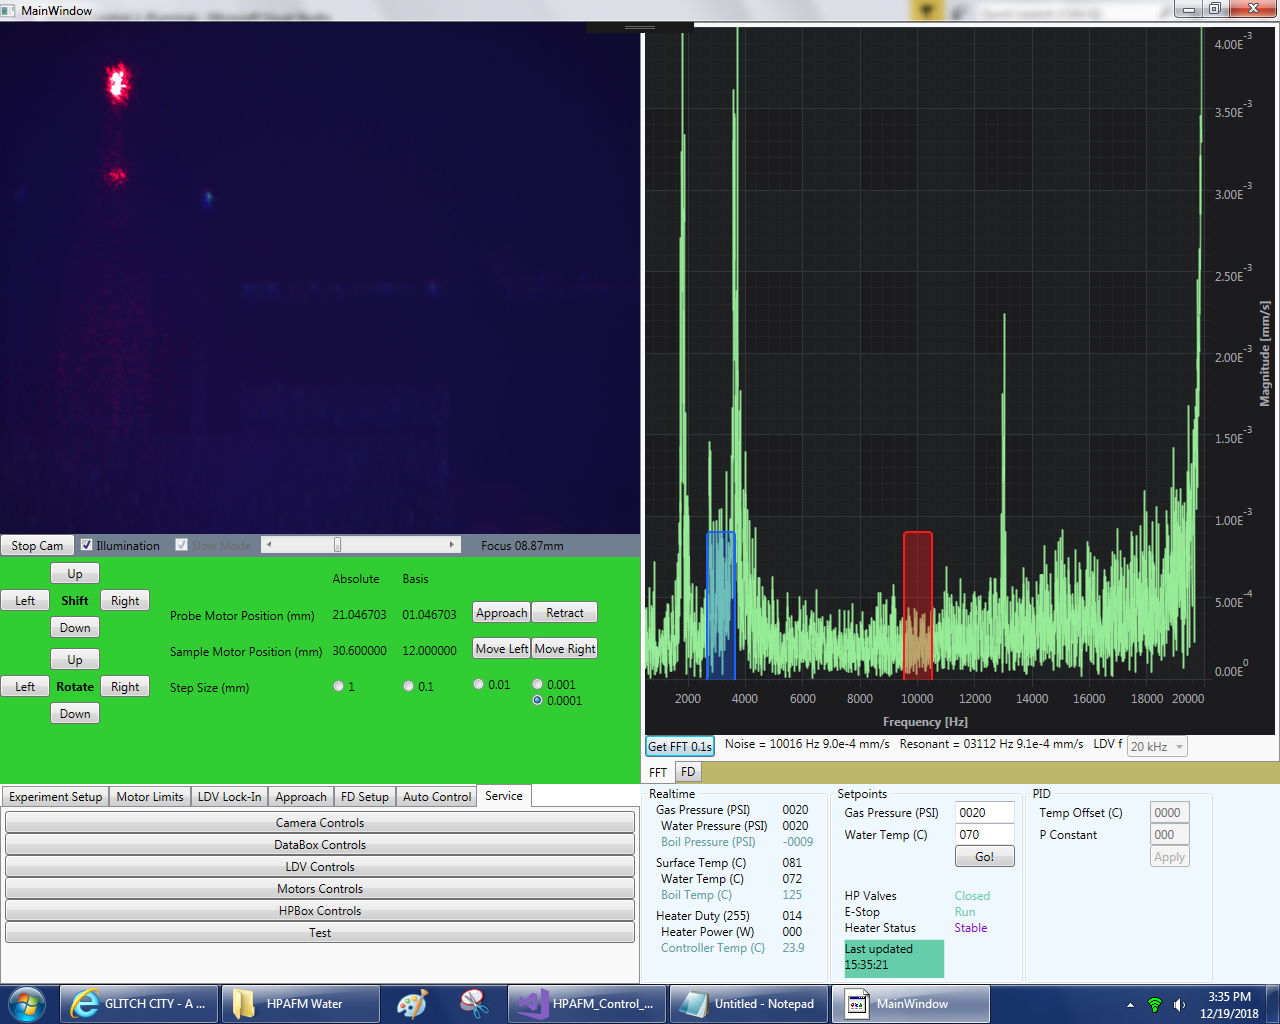 MainWindow
4.00E-3
3.50E-3
3.00E-3
2.50E-3
2.00E-3
1.50E-3
1.00E-3
5.00E-4
0.00E0
Magnitude [mm/s]
2000 4000 6000 8000 10000 12000 14000 16000 18000 20000
Frequency [Hz]
Stop Cam Illumination Slow Mode Focus 08.87mm
Get FFT 0.1s Noise = 10016 Hz 9.0e-4 mm/s Resonant = 03112 Hz 9.1e-4 mm/s LDV f 20 kHz
FFT FD
Up
Left Shift Right
Down
Up
Left Rotate Right
Down
Absolute Basis
Probe Motor Position (mm) 21.046703 01.046703 Approach Retract
Sample Motor Position (mm) 30.600000 12.000000 Move Left Move Right
Step Size (mm) 1 0.1 0.01 0.001
0.0001
Experiment Setup Motor Limits LDV Lock-In Approach FD Setup Auto Control Service
Camera Controls
DataBox Controls
LDV Controls
Motors Controls
HPBox Controls
Test
Realtime
Gas Pressure (PSI) 0020
Water Pressure (PSI) 0020
Boil Pressure (PSI) -0009
Surface Temp (C) 081
Water Temp (C) 072
Boil Temp (C) 125
Heater Duty (255) 014
Heater Power (W) 000
Controller Temp (C) 23.9
Setpoints
Gas Pressure (PSI) 0020
Water Temp (C) 070
Go!
HP Valves Closed
E-Stop Run
Heater Status Stable
Last updated
15:35:21
PID
Temp Offset (C) 0000
P Constant 000
Apply
GLITCH CITY - A ... HPAFM Water HPAFM_Control_... Untitled - Notepad MainWindow
3:35 PM
12/19/2018